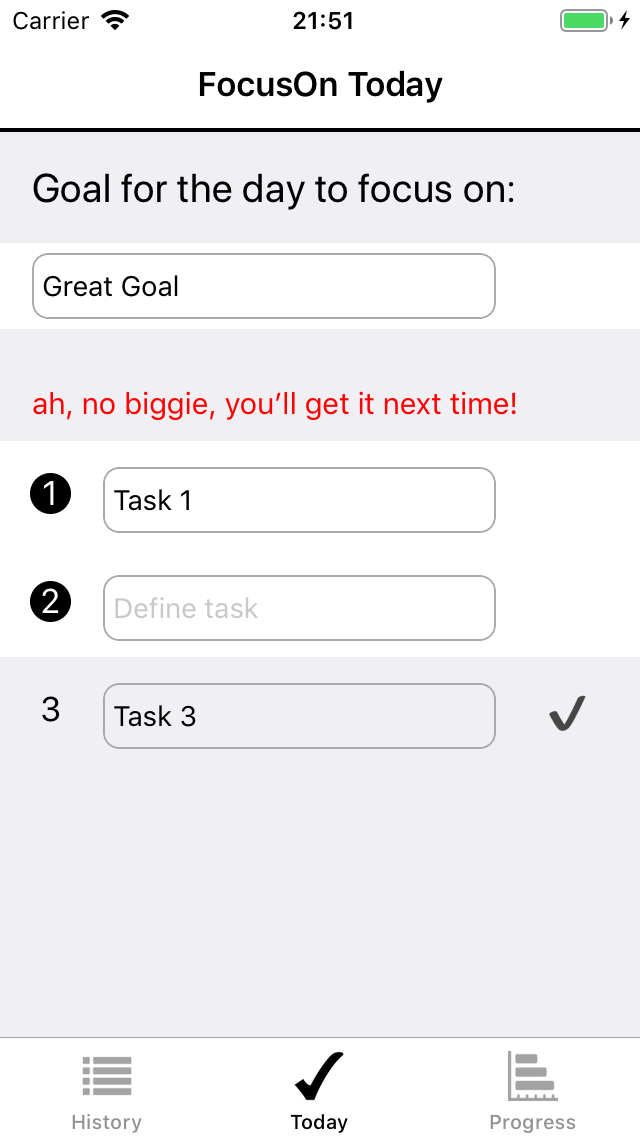 Carrier 21:51
FocusOn Today
Goal for the day to focus on:
Great Goal
ah, no biggie, you’ll get it next time!
1 Task 1
2 Define task
3 Task 3
History Today Progress